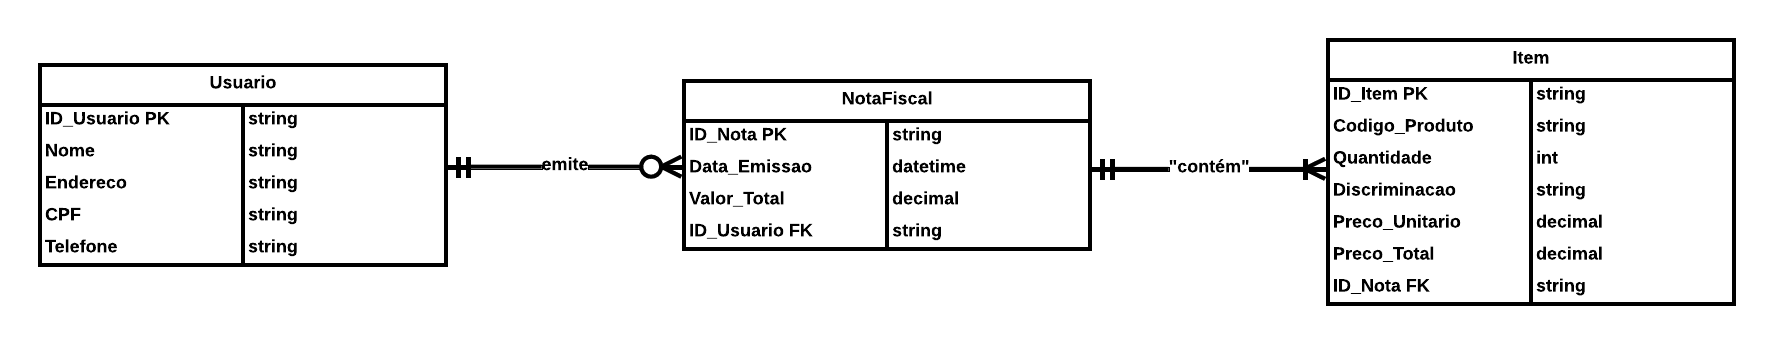 Usuario
ID_Usuario PK string
Nome string
Endereco string
CPF string
Telefone string
emite
NotaFiscal
ID_Nota PK string
Data_Emissao datetime
Valor_Total decimal
ID_Usuario FK string
"contém"
Item
ID_Item PK string
Codigo_Produto string
Quantidade int
Discriminacao string
Preco_Unitario decimal
Preco_Total decimal
ID_Nota FK string